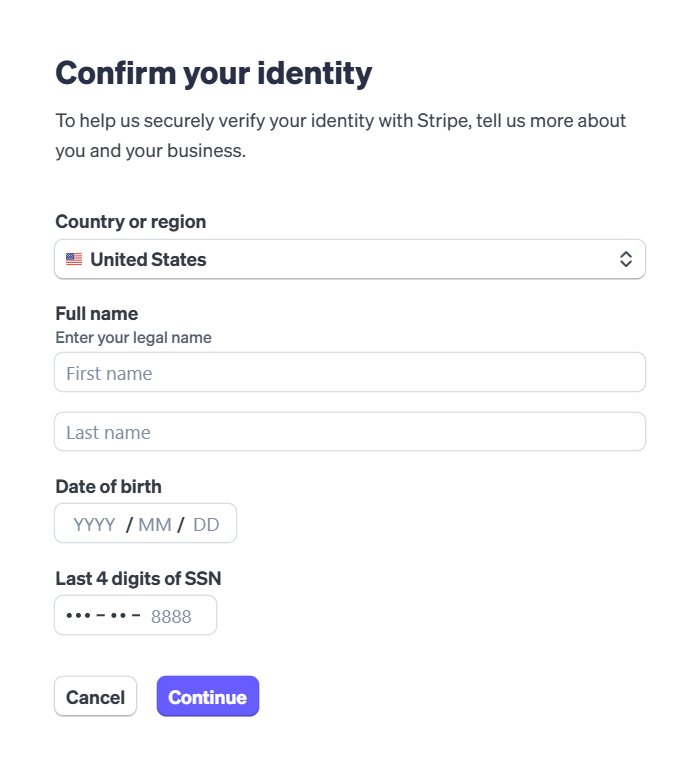 Confirm your identity
To help us securely verify your identity with Stripe, tell us more about
you and your business.
Country or region
United States
Full name
Enter your legal name
First name
Last name
Date of birth
YYYY / MM / DD
Last 4 digits of SSN
••• – •• – 8888
Cancel Continue